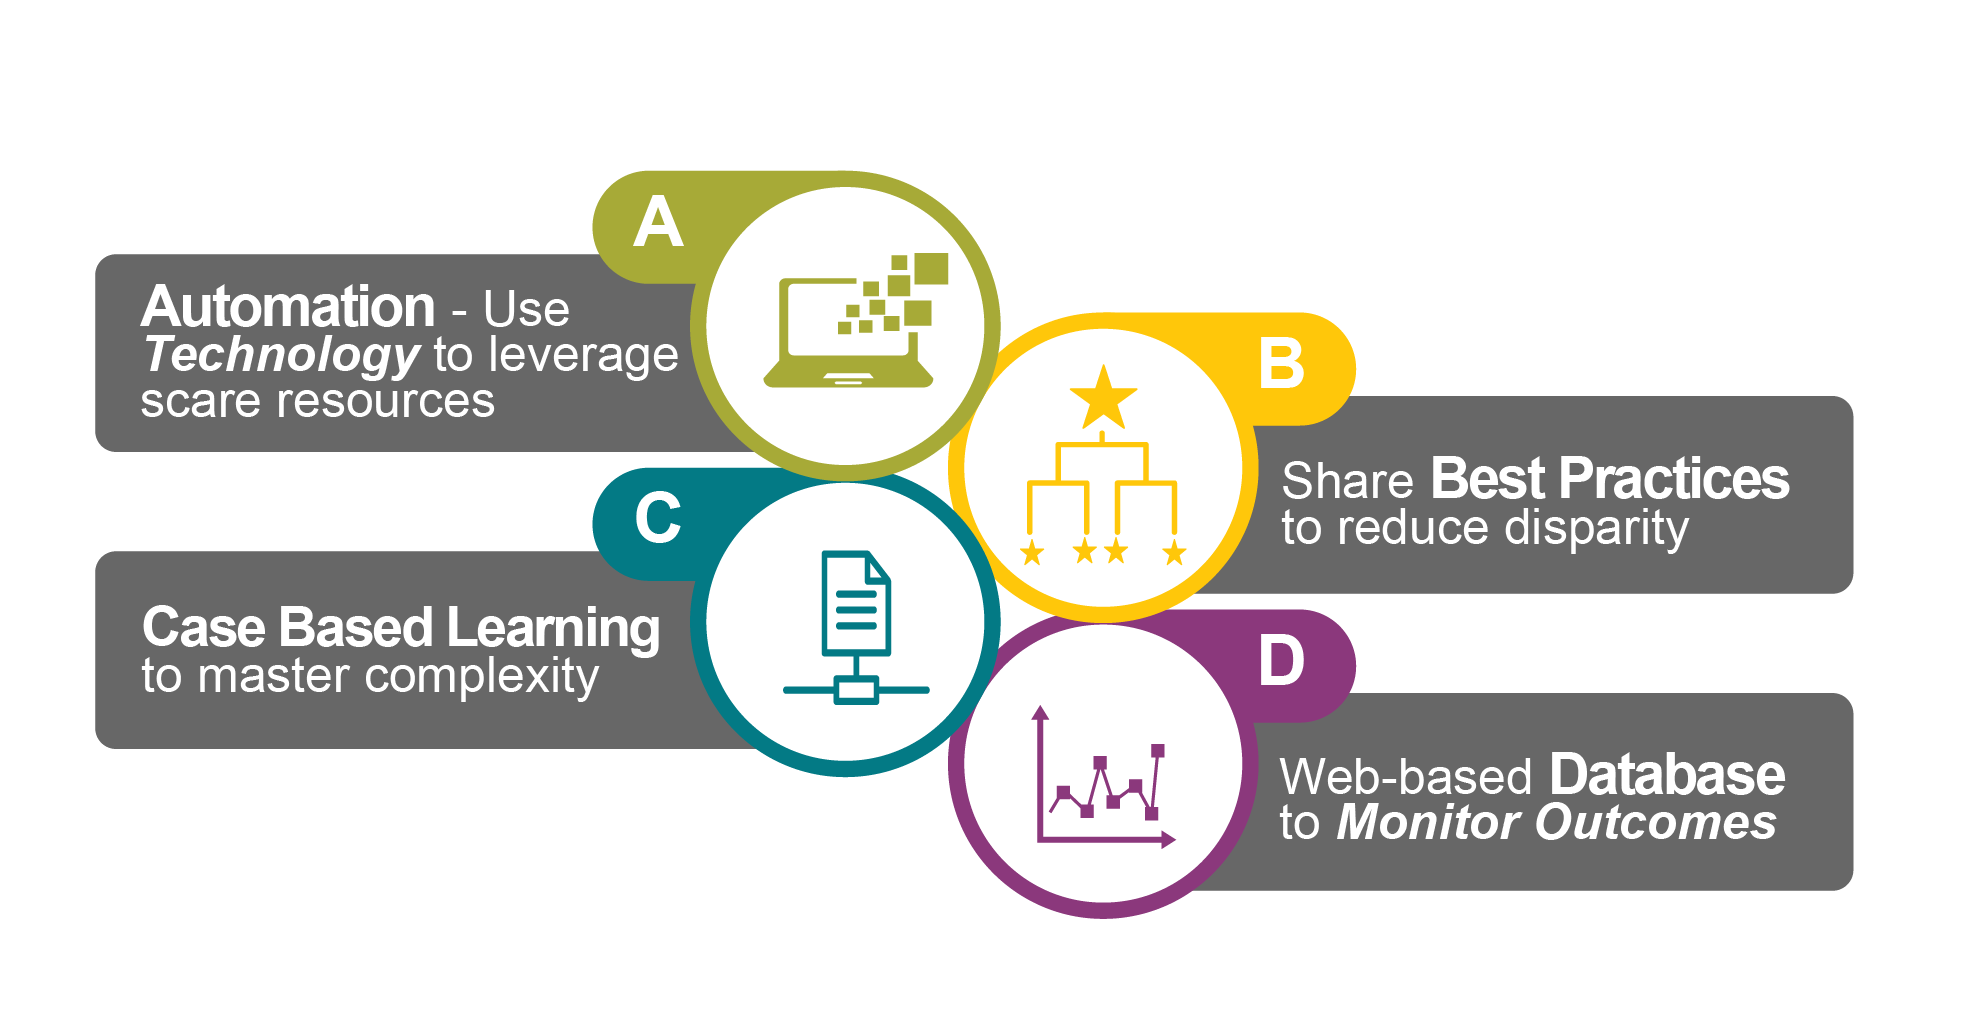 A
Automation - Use
Technology to leverage
scare resources
B
Share Best Practices
to reduce disparity
C
Case Based Learning
to master complexity
D
Web-based Database
to Monitor Outcomes